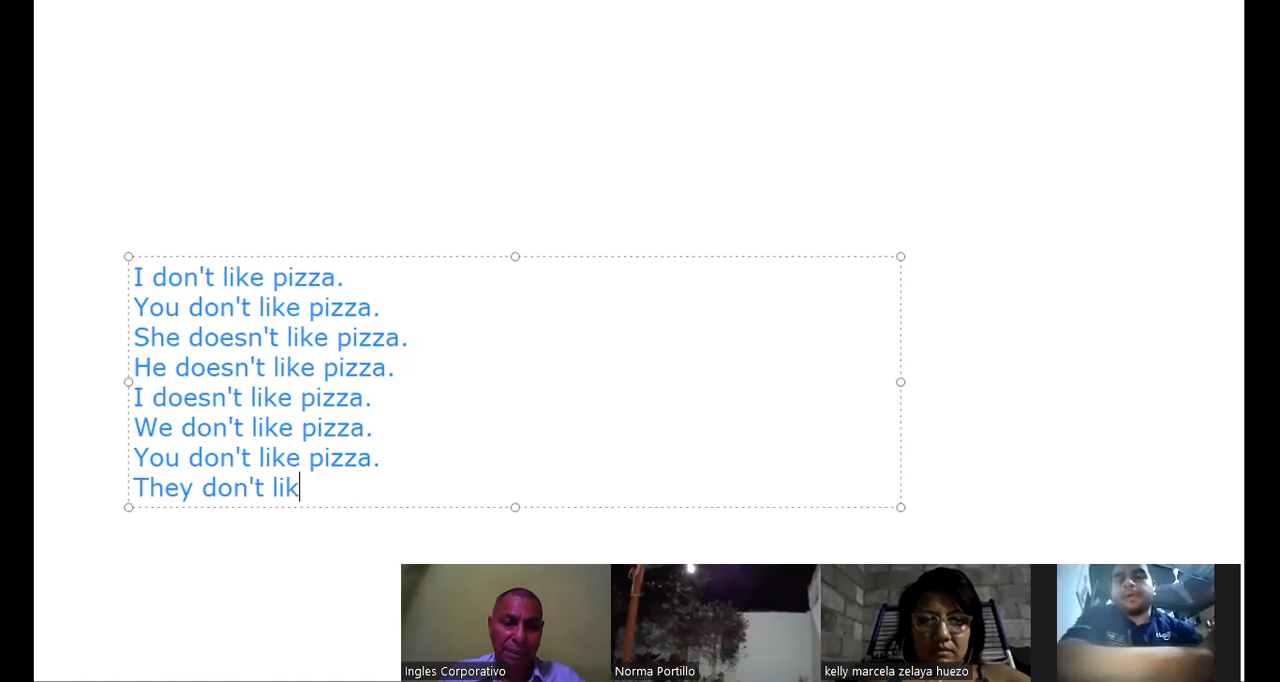 I don't like pizza.
You don't like pizza.
She doesn't like pizza.
He doesn't like pizza.
I doesn't like pizza.
We don't like pizza.
You don't like pizza.
They don't lik
Ingles Corporativo
Norma Portillo
kelly marcela zelaya huezo
tigo